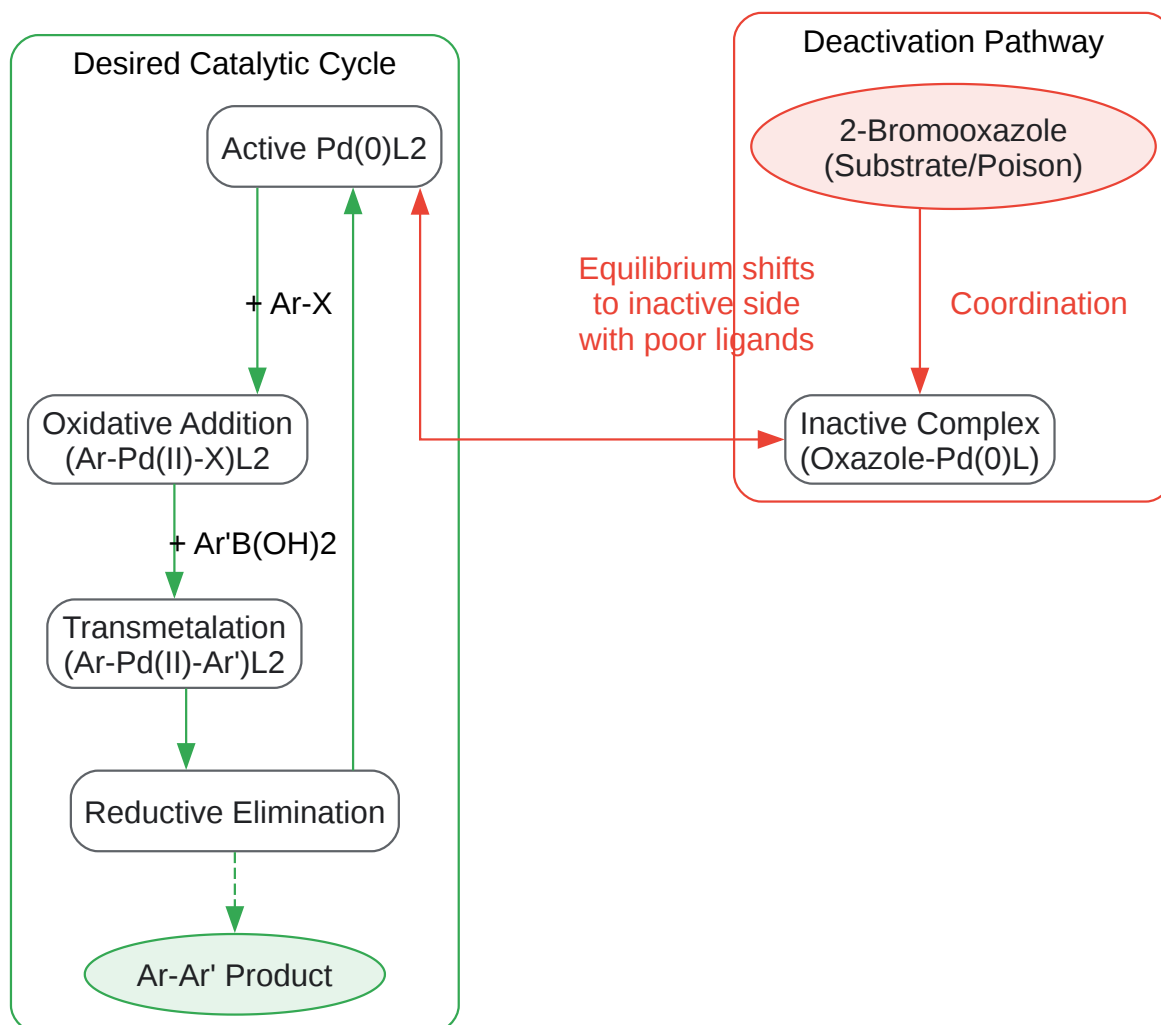 Desired Catalytic Cycle
Active Pd(0)L2
+ Ar-X
Oxidative Addition
(Ar-Pd(II)-X)L2
+ Ar'B(OH)2
Transmetalation
(Ar-Pd(II)-Ar')L2
Reductive Elimination
Ar-Ar' Product
Equilibrium shifts
to inactive side
with poor ligands
Deactivation Pathway
2-Bromooxazole
(Substrate/Poison)
Coordination
Inactive Complex
(Oxazole-Pd(0)L)